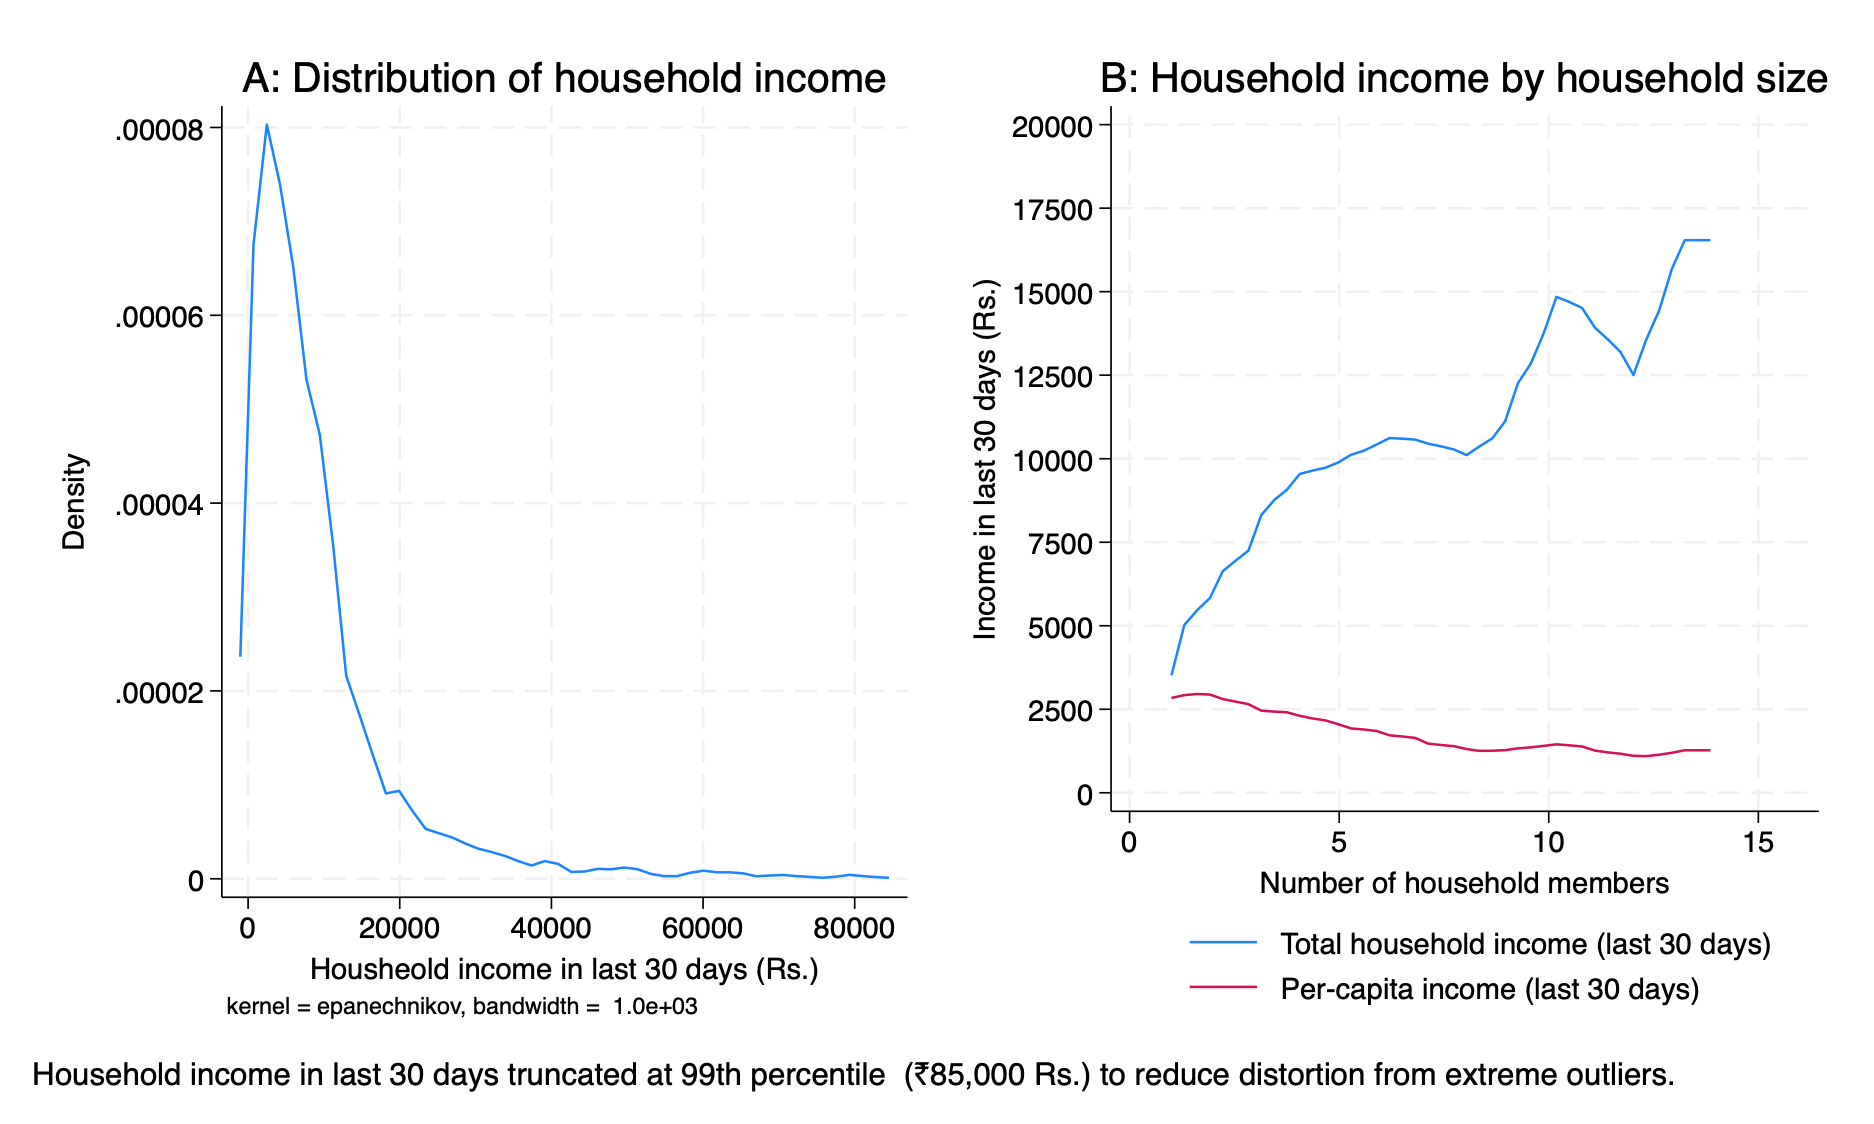 A: Distribution of household income
.00008
.00006
.00004
.00002
0
Density
0 20000 40000 60000 80000
Housheold income in last 30 days (Rs.)
kernel = epanechnikov, bandwidth = 1.0e+03
B: Household income by household size
20000
17500
15000
12500
10000
7500
5000
2500
0
Income in last 30 days (Rs.)
0 5 10 15
Number of household members
Total household income (last 30 days)
Per-capita income (last 30 days)
Household income in last 30 days truncated at 99th percentile (₹85,000 Rs.) to reduce distortion from extreme outliers.